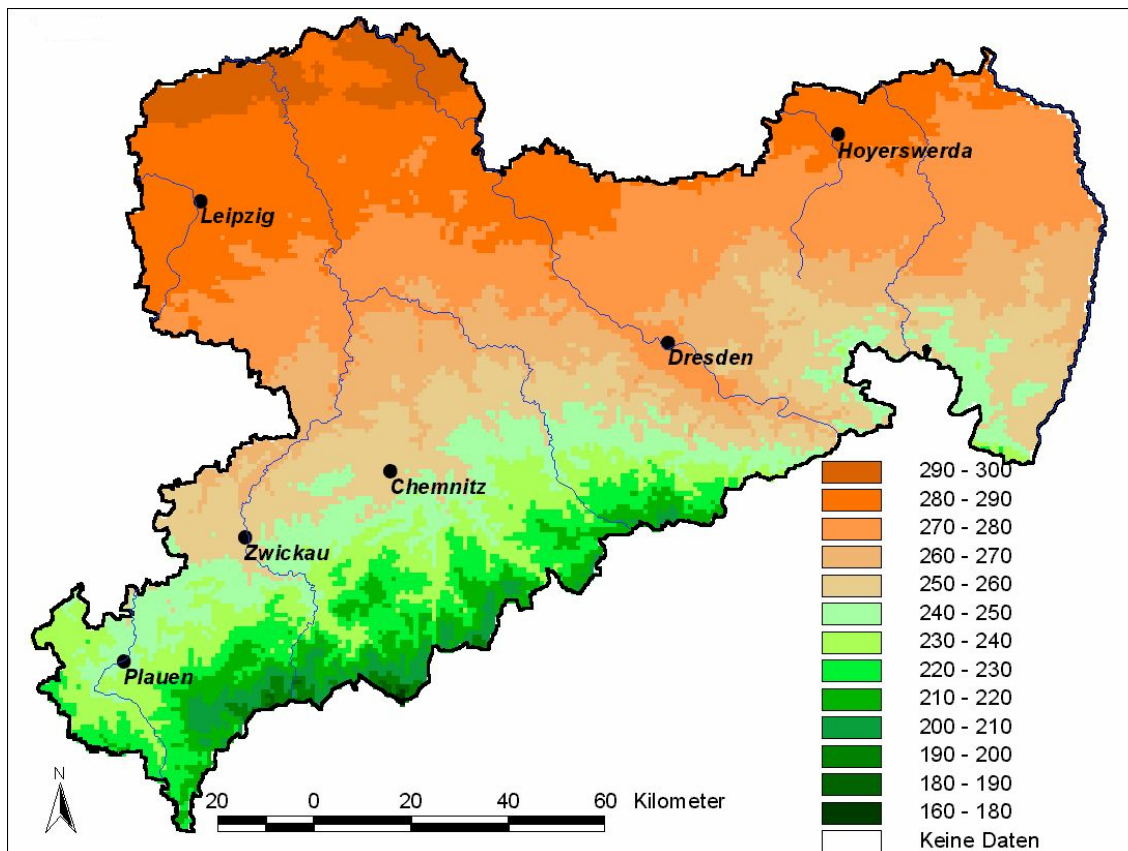 Hoyerswerda
Leipzig
Dresden
Chemnitz
Zwickau
Plauen
290 - 300
280 - 290
270 - 280
260 - 270
250 - 260
240 - 250
230 - 240
220 - 230
210 - 220
200 - 210
190 - 200
180 - 190
160 - 180
Keine Daten
N
20 0 20 40 60 Kilometer